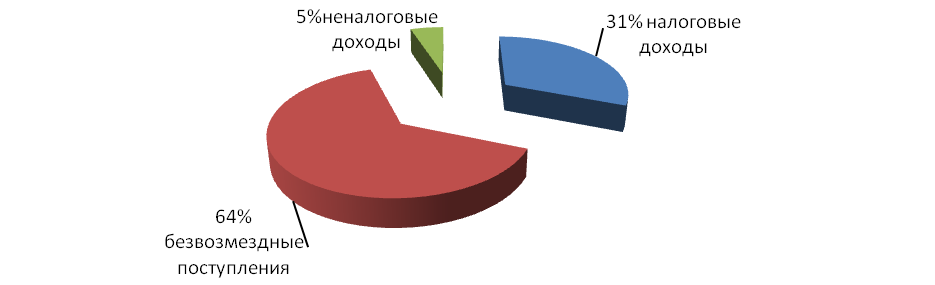 5%неналоговые
доходы
31% налоговые
доходы
64%
безвозмездные
поступления